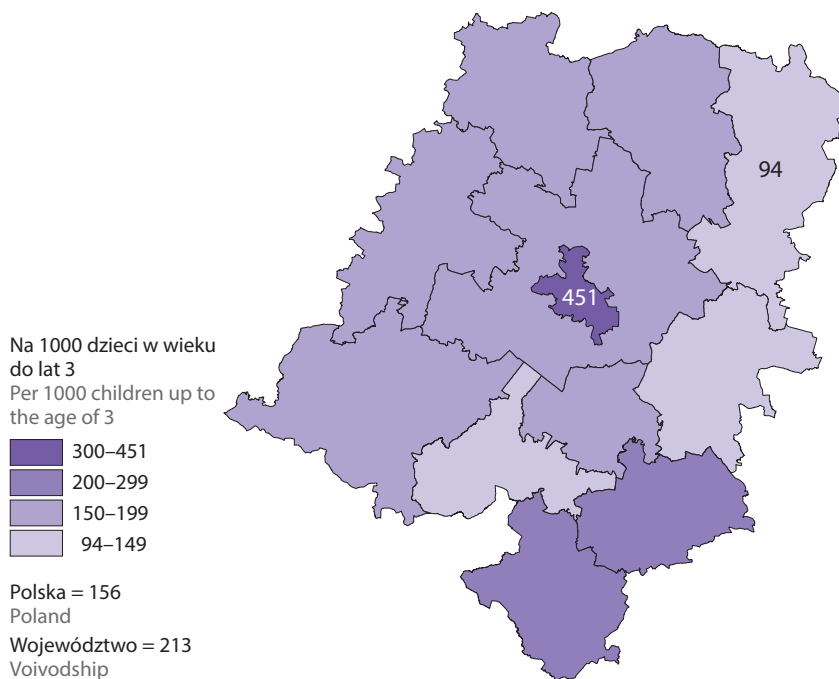 94
451
Na 1000 dzieci w wieku
do lat 3
Per 1000 children up to
the age of 3
300–451
200–299
150–199
94–149
Polska = 156
Poland
Województwo = 213
Voivodship